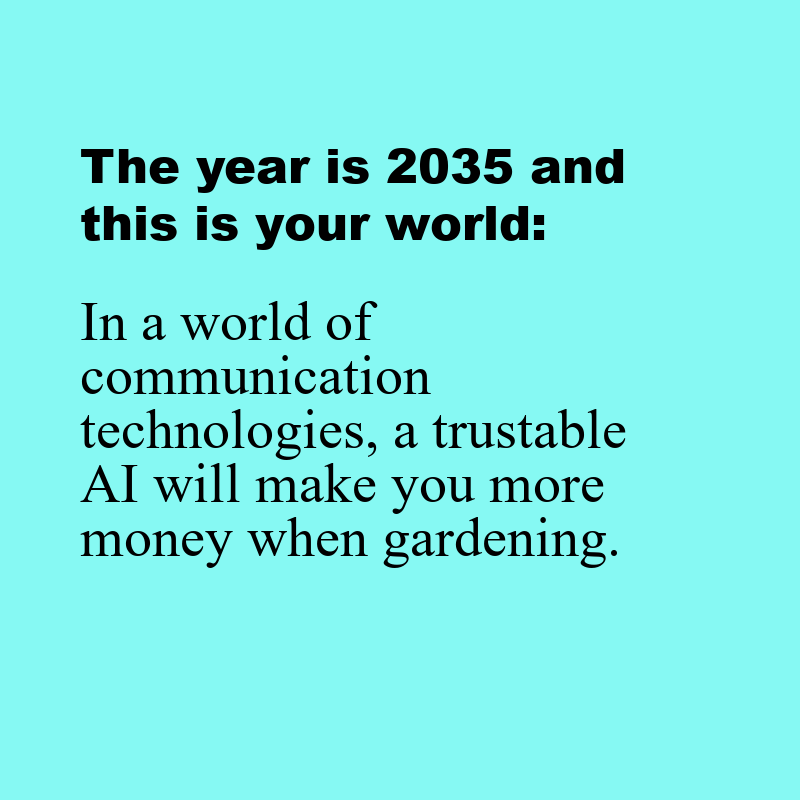 The year is 2035 and
this is your world:
In a world of
communication
technologies, a trustable
AI will make you more
money when gardening.